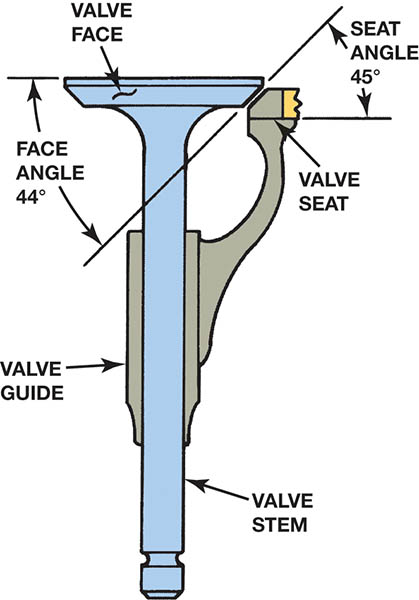 VALVE
FACE
SEAT
ANGLE
45°
FACE
ANGLE
44°
VALVE
SEAT
VALVE
GUIDE
VALVE
STEM